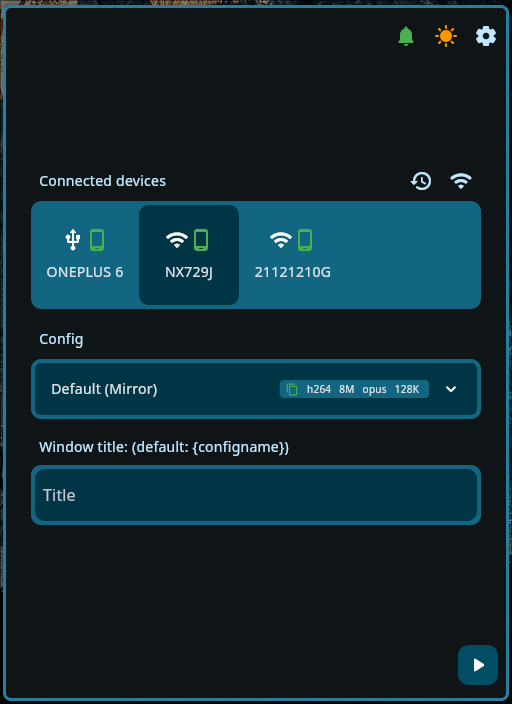 Connected devices
ONEPLUS 6
NX729J
21121210G
Config
Default (Mirror)
h264 8M opus 128K
Window title: (default: {configname})
Title